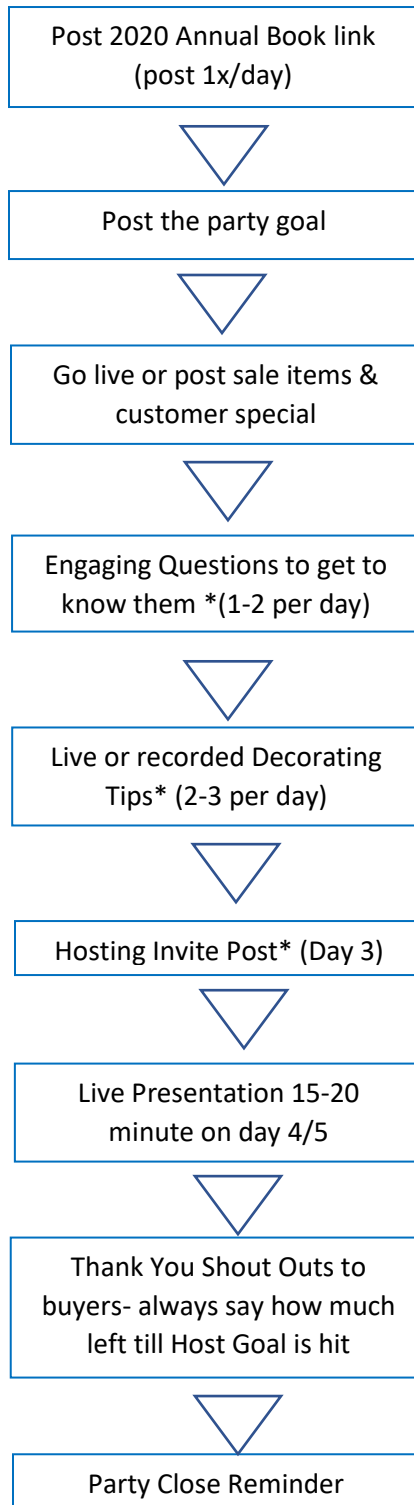 Post 2020 Annual Book link
(post 1x/day)
Post the party goal
Go live or post sale items &
customer special
Engaging Questions to get to
know them *(1-2 per day)
Live or recorded Decorating
Tips* (2-3 per day)
Hosting Invite Post* (Day 3)
Live Presentation 15-20
minute on day 4/5
Thank You Shout Outs to
buyers- always say how much
left till Host Goal is hit
Party Close Reminder